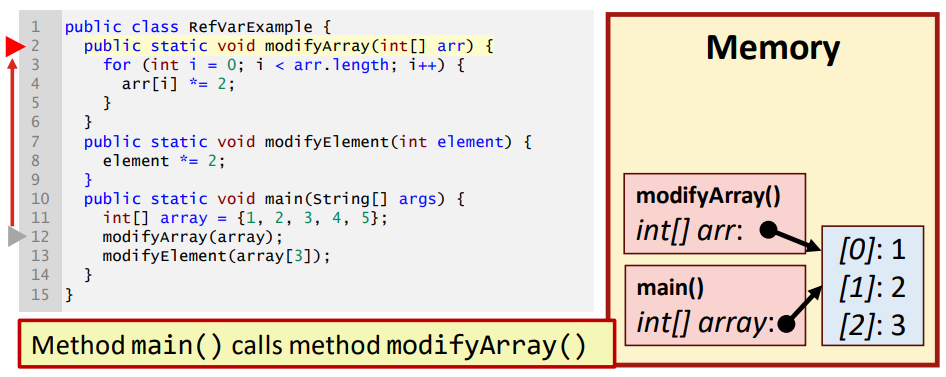 1 public class RefVarExample {
2 public static void modifyArray(int[] arr) {
3 for (int i = 0; i < arr.length; i++) {
4 arr[i] *= 2;
5 }
6 }
7 public static void modifyElement(int element) {
8 element *= 2;
9 }
10 public static void main(String[] args) {
11 int[] array = {1, 2, 3, 4, 5};
12 modifyArray(array);
13 modifyElement(array[3]);
14 }
15 }
Method main() calls method modifyArray()
Memory
modifyArray()
int[] arr:
main()
int[] array:
[0]: 1
[1]: 2
[2]: 3